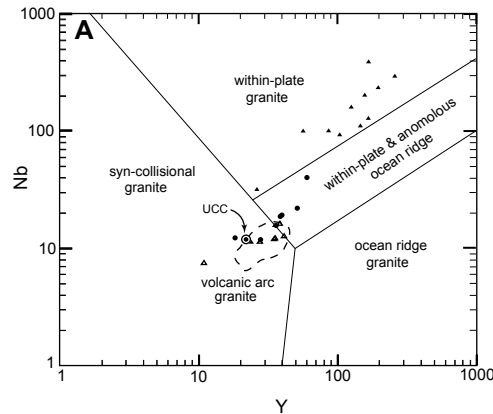 A
1000
100
10
1
Nb
within-plate
granite
syn-collisional
granite
within-plate & anomolous
ocean ridge
UCC
ocean ridge
granite
volcanic arc
granite
1
10
100
1000
Y